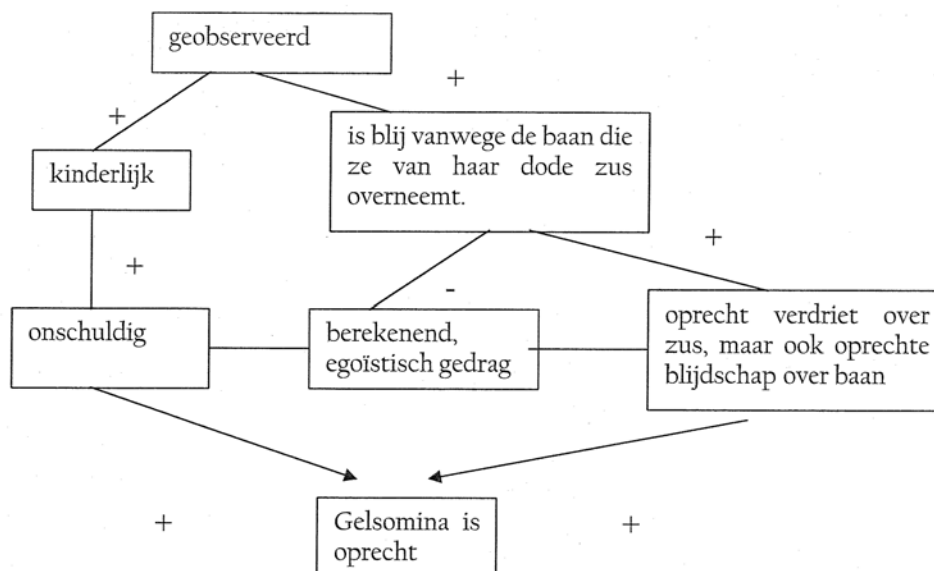 geobserveerd
+
+
is blij vanwege de baan die
ze van haar dode zus
overneemt.
kinderlijk
+
+
-
onschuldig
berekenend,
egoïstisch gedrag
oprecht verdriet over
zus, maar ook oprechte
blijdschap over baan
+
Gelsomina is
oprecht
+